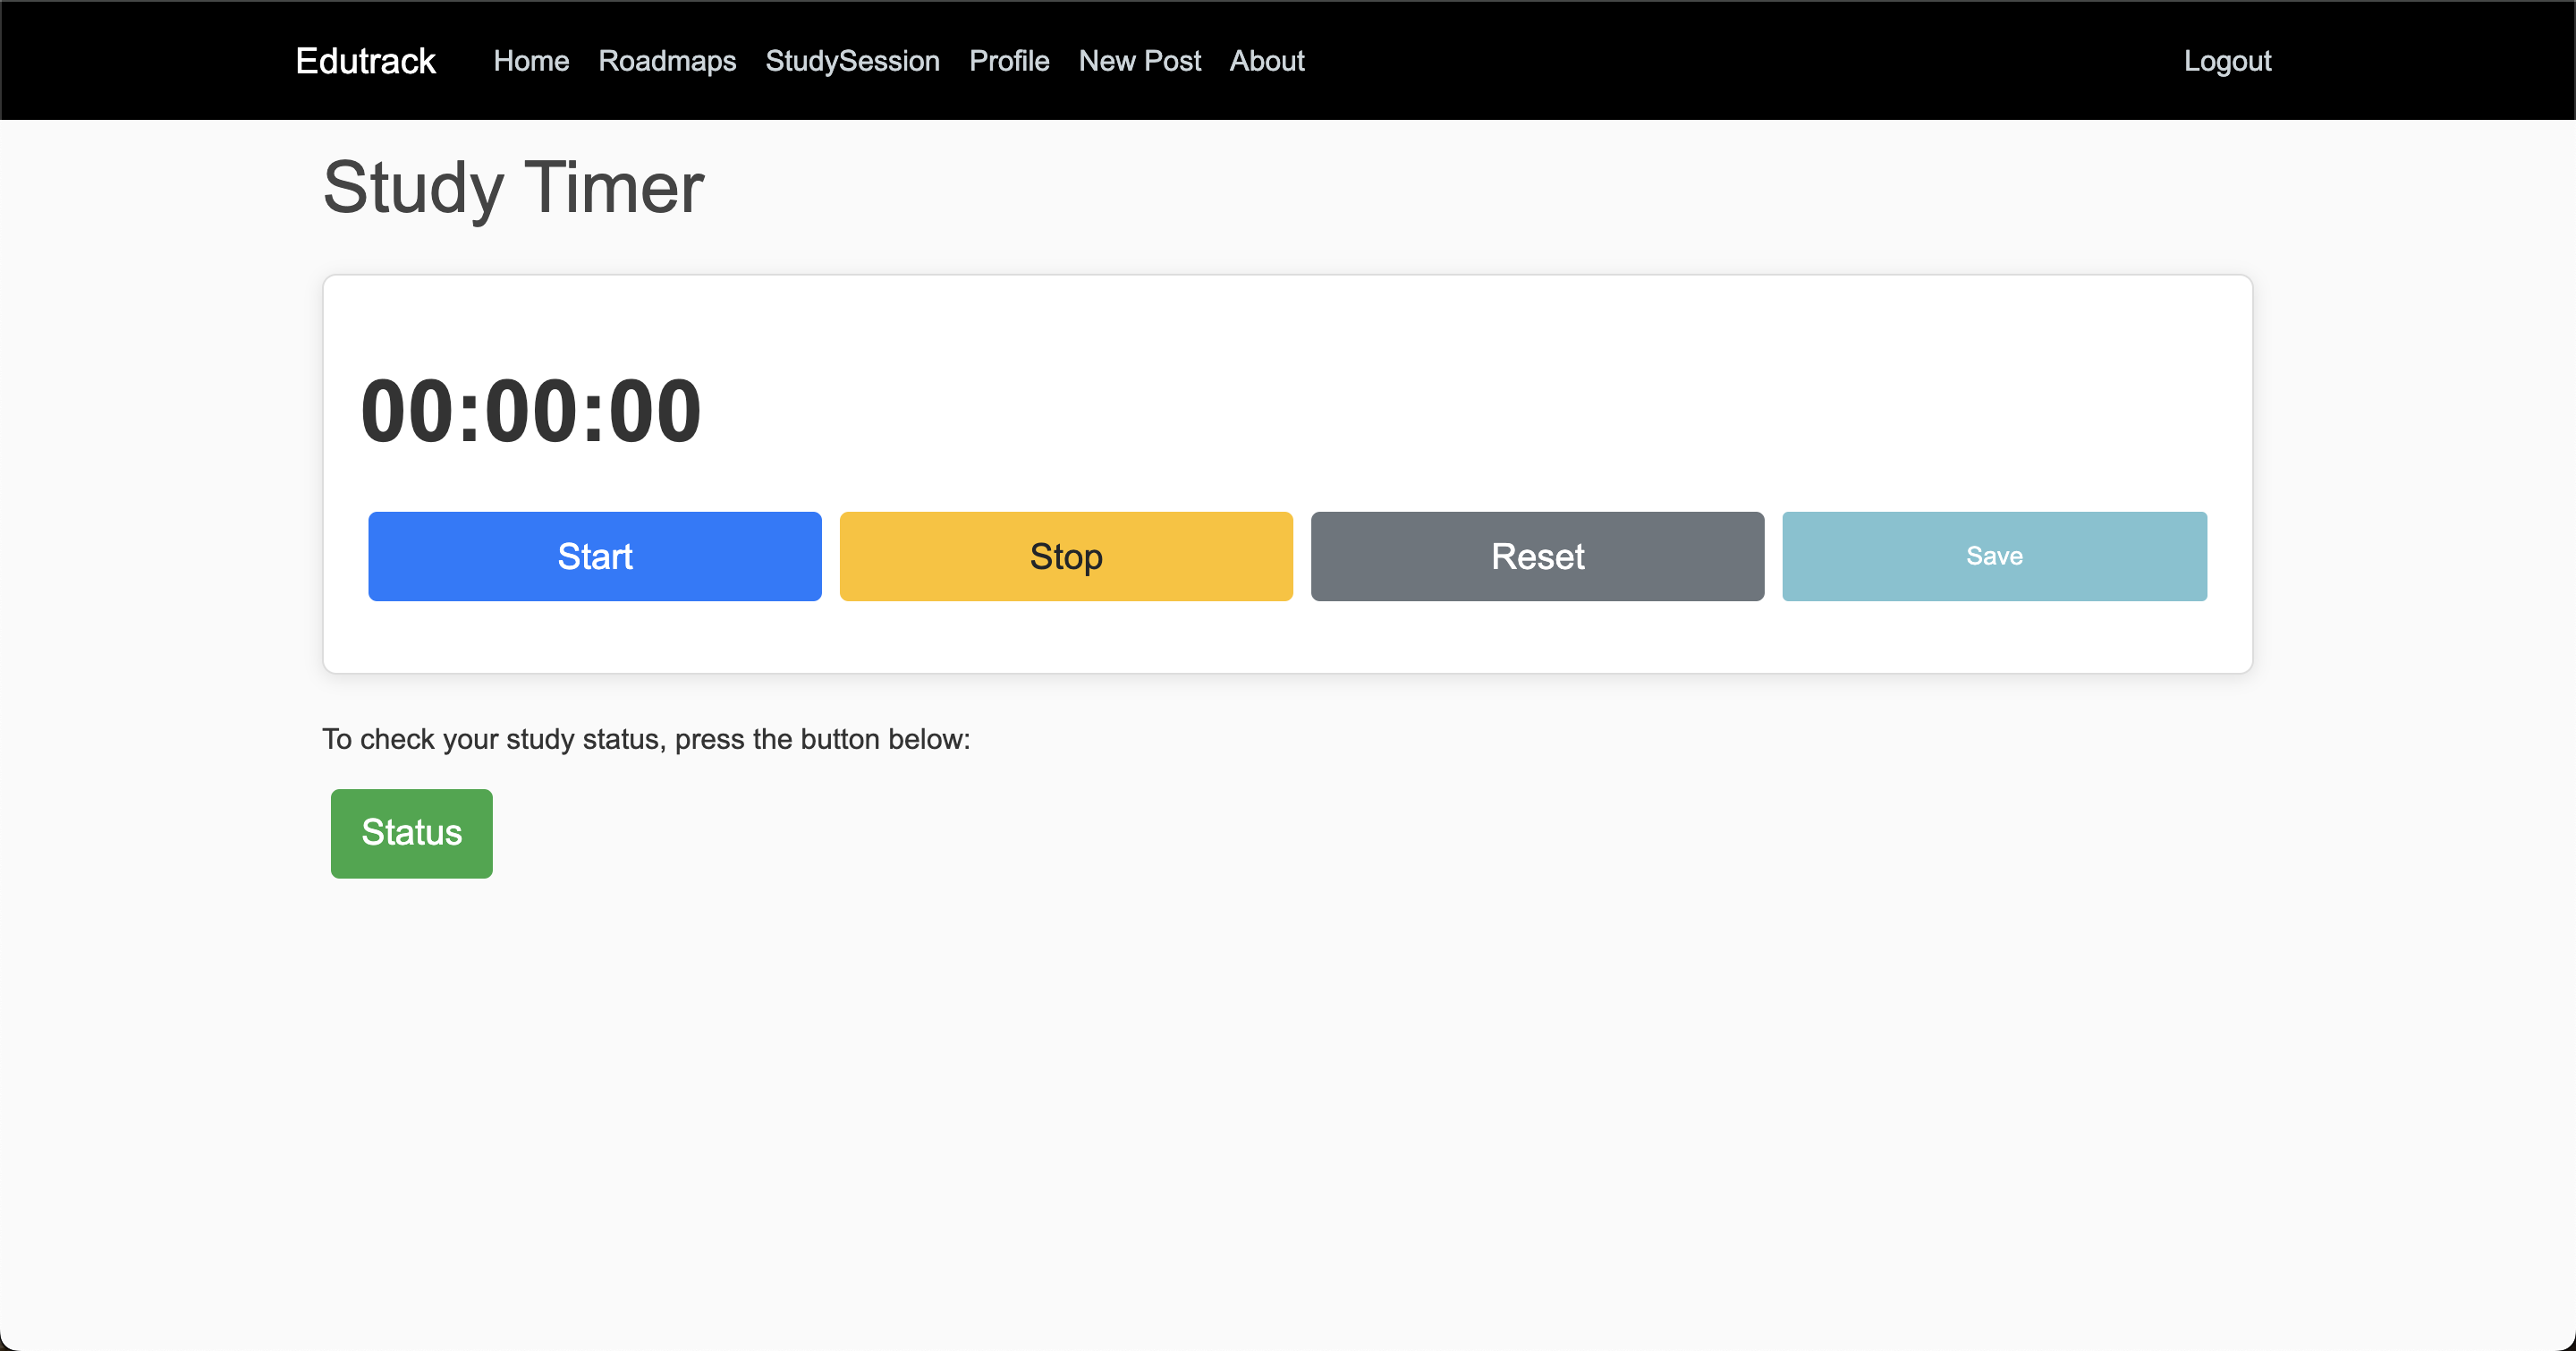 Edutrack Home Roadmaps StudySession Profile New Post About Logout
Study Timer
00:00:00
Start Stop Reset Save
To check your study status, press the button below:
Status